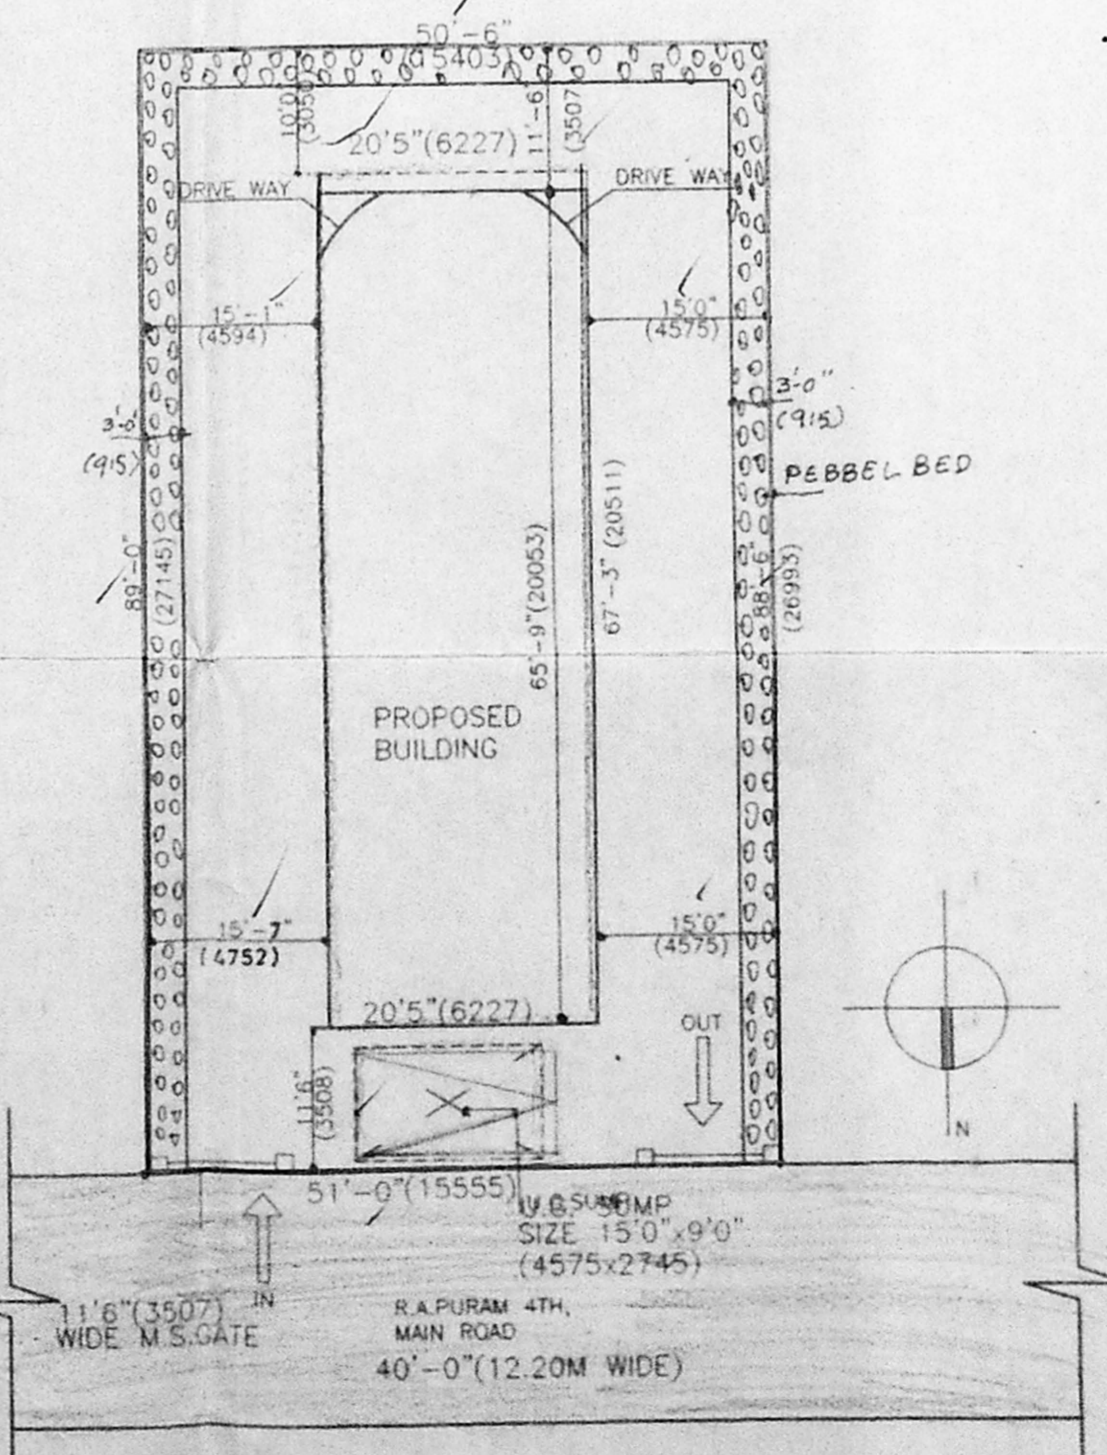 50'-6"
(15403)
10'0"
(3050)
20'5"(6227)
11'-6"
(3507
DRIVE WAY
DRIVE WAY
15'-1"
(4594)
15'0"
(4575)
3'-0"
(915)
3'-0"
(915)
PEBBEL BED
89'-0"
(27145)
65'-9"(20053)
67'-3" (20511)
88'-6"
(26993)
PROPOSED
BUILDING
15'-7"
(4752)
15'0"
(4575)
20'5"(6227)
OUT
11'6"
(3508)
N
51'-0"(15555)
U.G. SUMP
SIZE 15'0"x9'0"
(4575x2745)
IN
11'6"(3507)
WIDE M.S.GATE
R.A.PURAM 4TH,
MAIN ROAD
40'-0"(12.20M WIDE)